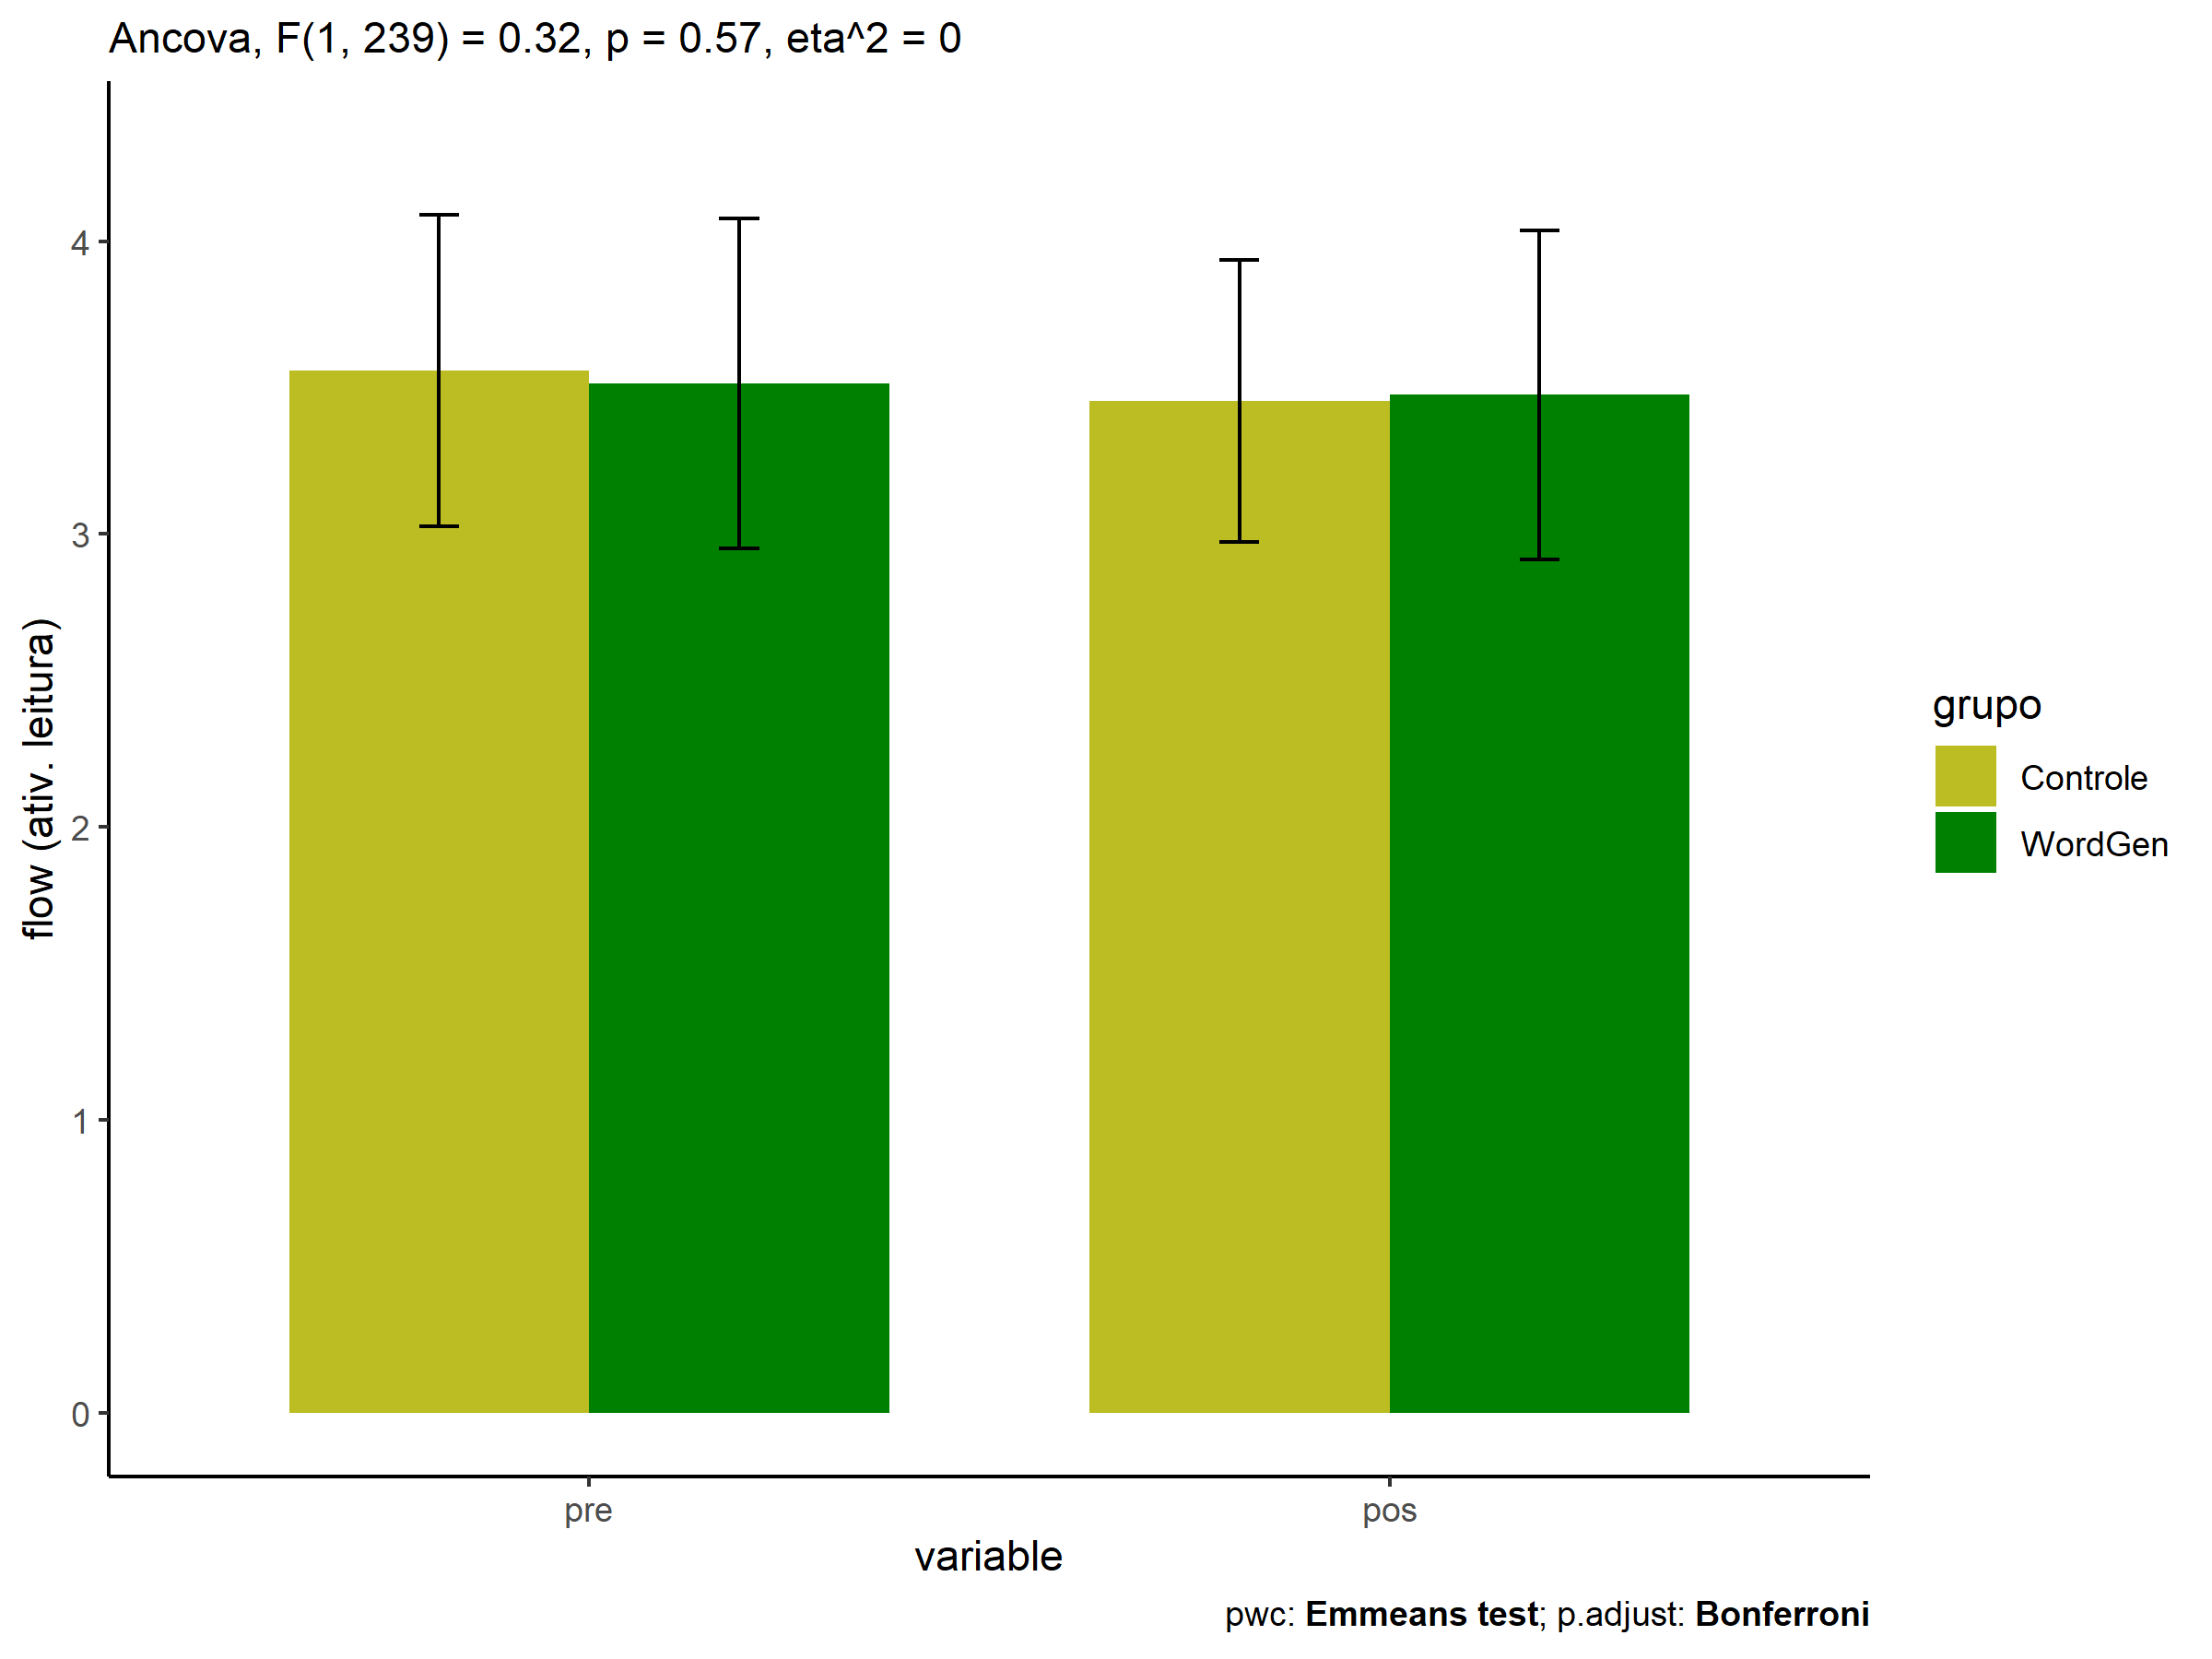 Ancova, F(1, 239) = 0.32, p = 0.57, eta^2 = 0
flow (ativ. leitura)
4
3
2
1
0
pre
pos
variable
grupo
Controle
WordGen
pwc: Emmeans test; p.adjust: Bonferroni